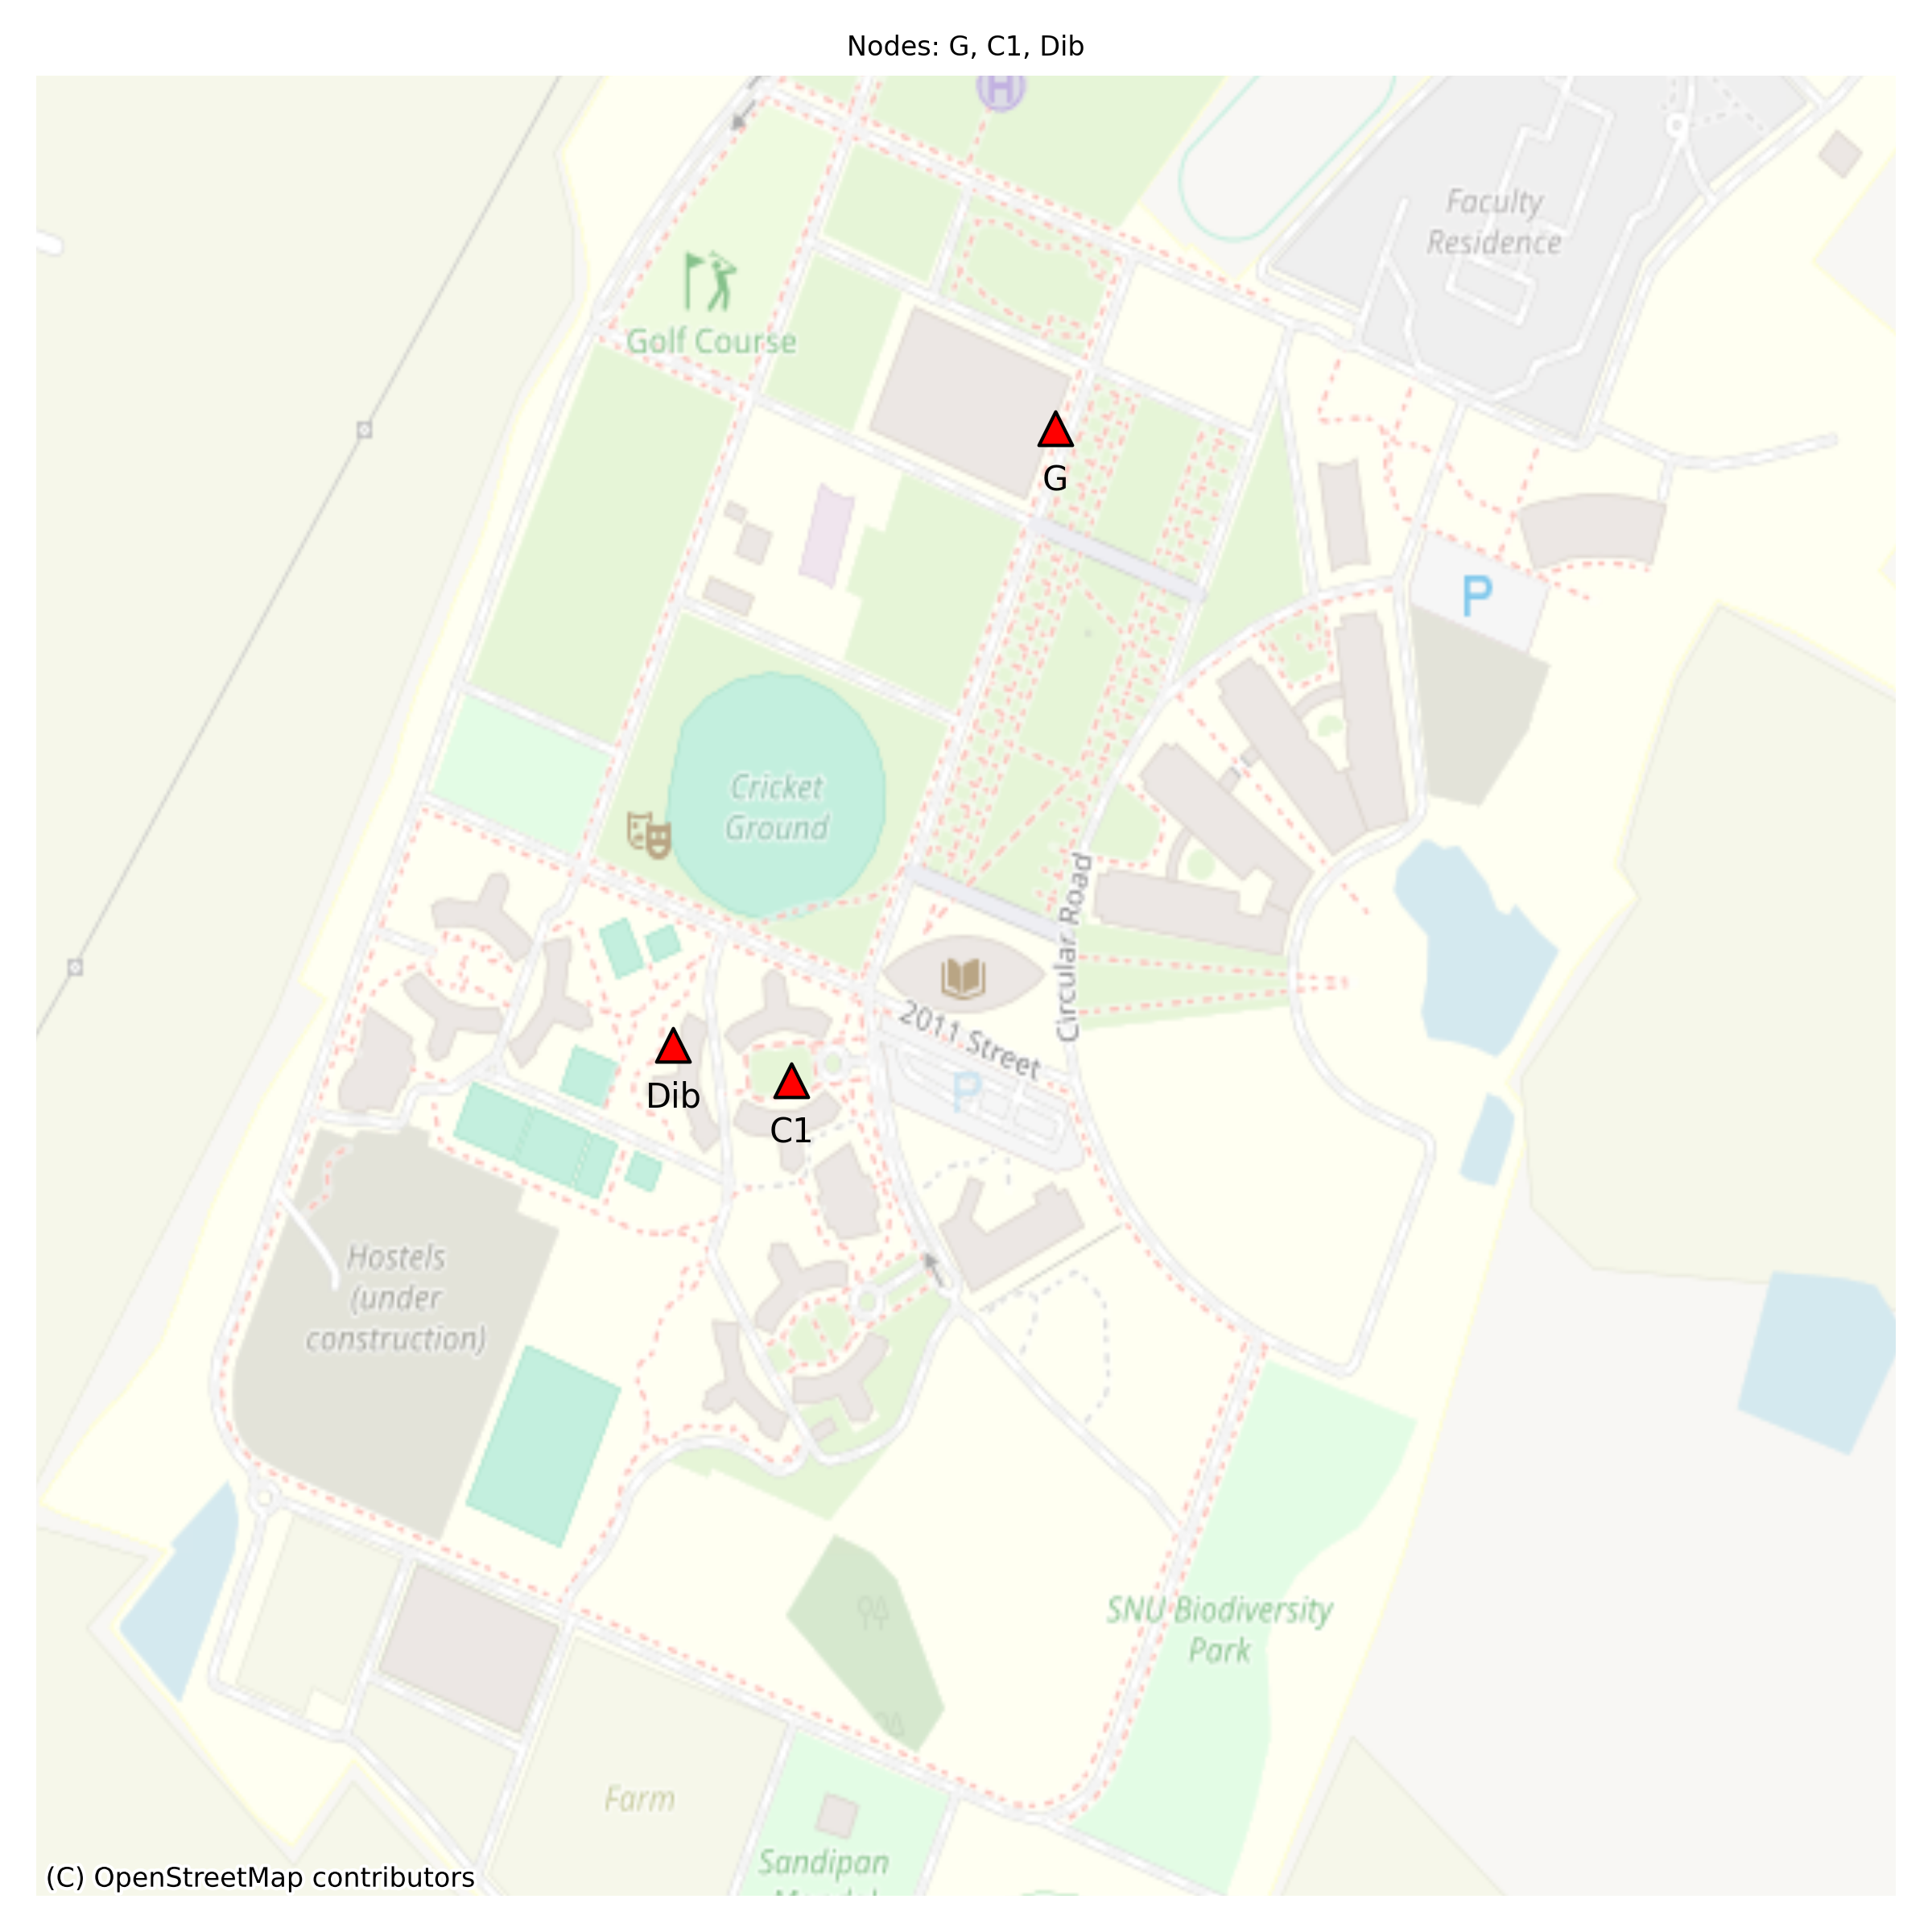 Nodes: G, C1, Dib
H
Faculty
Residence
Golf Course
G
P
Cricket
Ground
Circular Road
2011 Street
P
Dib
C1
Hostels
(under
construction)
SNU Biodiversity
Park
Farm
Sandipan
(C) OpenStreetMap contributors